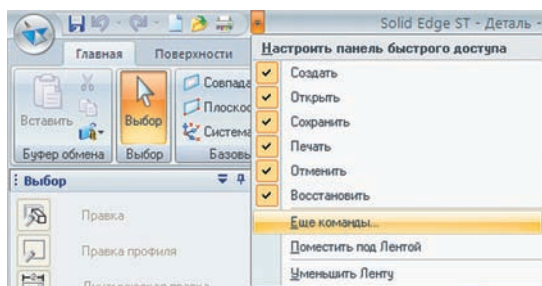 Solid Edge ST - Деталь -
Главная
Поверхности
Настроить панель быстрого доступа
Создать
Открыть
Сохранить
Печать
Отменить
Восстановить
Еще команды...
Поместить под Лентой
Уменьшить Ленту
Вставить
Выбор
Совпада
Плоскос
Система
Буфер обмена
Выбор
Базовы
Выбор
Правка
Правка профиля